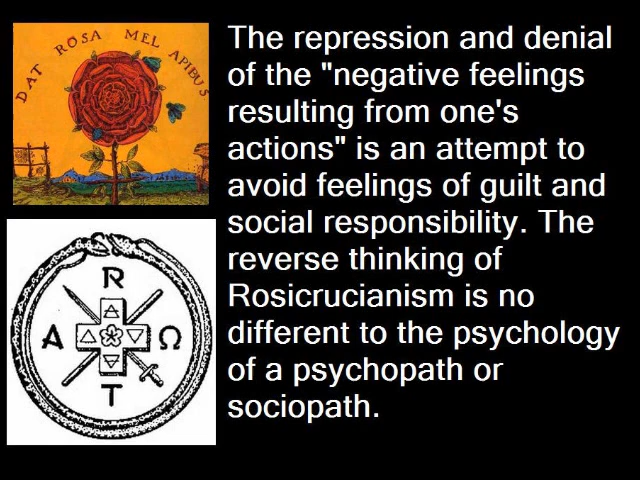 DAT ROSA MEL APIBUS
R
A Ω
T
The repression and denial
of the "negative feelings
resulting from one's
actions" is an attempt to
avoid feelings of guilt and
social responsibility. The
reverse thinking of
Rosicrucianism is no
different to the psychology
of a psychopath or
sociopath.